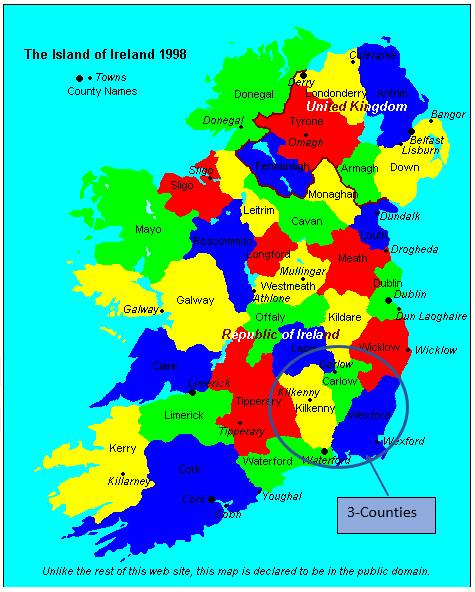 The Island of Ireland 1998
Towns
County Names
Coleraine
Derry
Donegal
Londonderry
Antrim
United Kingdom
Bangor
Donegal
Tyrone
Omagh
Belfast
Lisburn
Sligo
Fermanagh
Armagh
Down
Sligo
Monaghan
Leitrim
Cavan
Dundalk
Mayo
Roscommon
Louth
Longford
Drogheda
Meath
Mullingar
Westmeath
Galway
Athlone
Dublin
Dublin
Galway
Offaly
Kildare
Dun Laoghaire
Republic of Ireland
Laois
Wicklow
Wicklow
Clare
Carlow
Limerick
Carlow
Kilkenny
Tipperery
Kilkenny
Limerick
Wexford
Tipperary
Wexford
Kerry
Waterford
Waterford
Cork
Killarney
Youghal
Cork
Cobh
3-Counties
Unlike the rest of this web site, this map is declared to be in the public domain.